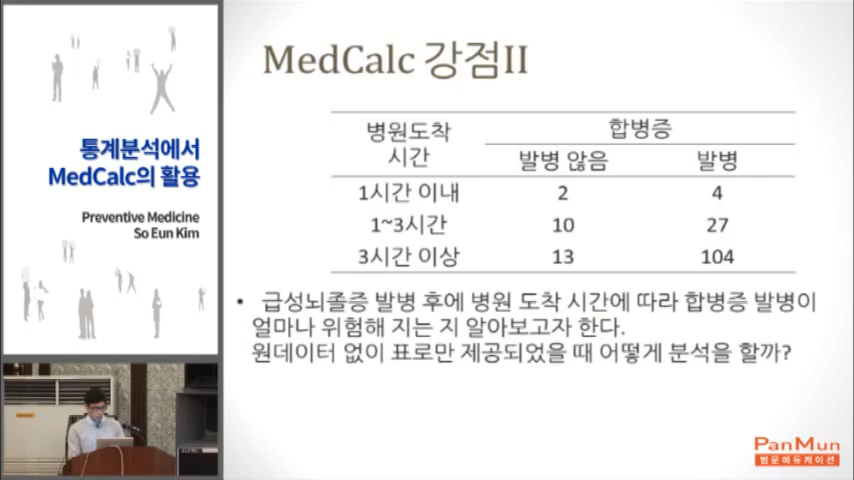 통계분석에서
MedCalc의 활용
Preventive Medicine
So Eun Kim
MedCalc 강점II
병원도착 시간 합병증
발병 않음 발병
1시간 이내 2 4
1~3시간 10 27
3시간 이상 13 104
• 급성뇌졸증 발병 후에 병원 도착 시간에 따라 합병증 발병이
얼마나 위험해 지는 지 알아보고자 한다.
원데이터 없이 표로만 제공되었을 때 어떻게 분석을 할까?
PanMun
범문에듀케이션